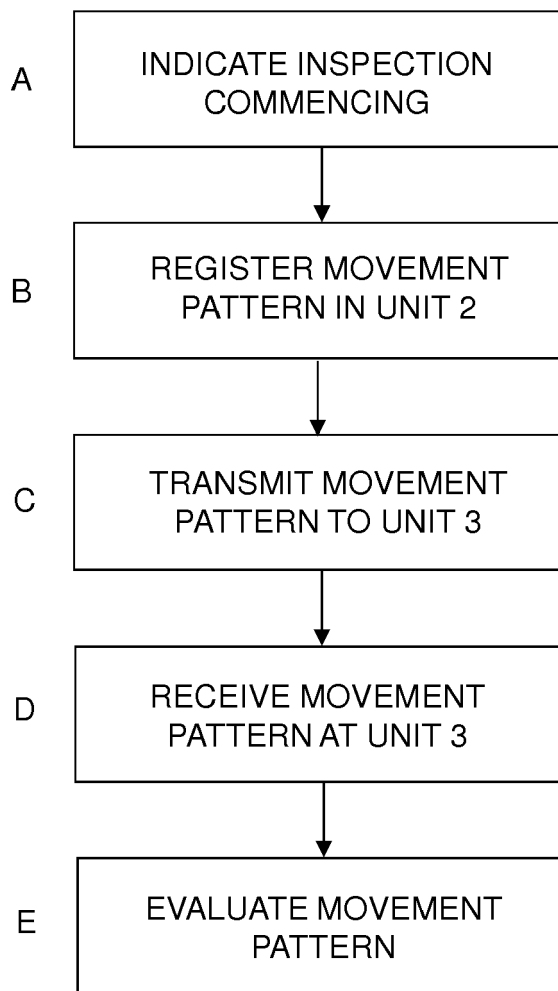 A
INDICATE INSPECTION
COMMENCING
B
REGISTER MOVEMENT
PATTERN IN UNIT 2
C
TRANSMIT MOVEMENT
PATTERN TO UNIT 3
D
RECEIVE MOVEMENT
PATTERN AT UNIT 3
E
EVALUATE MOVEMENT
PATTERN